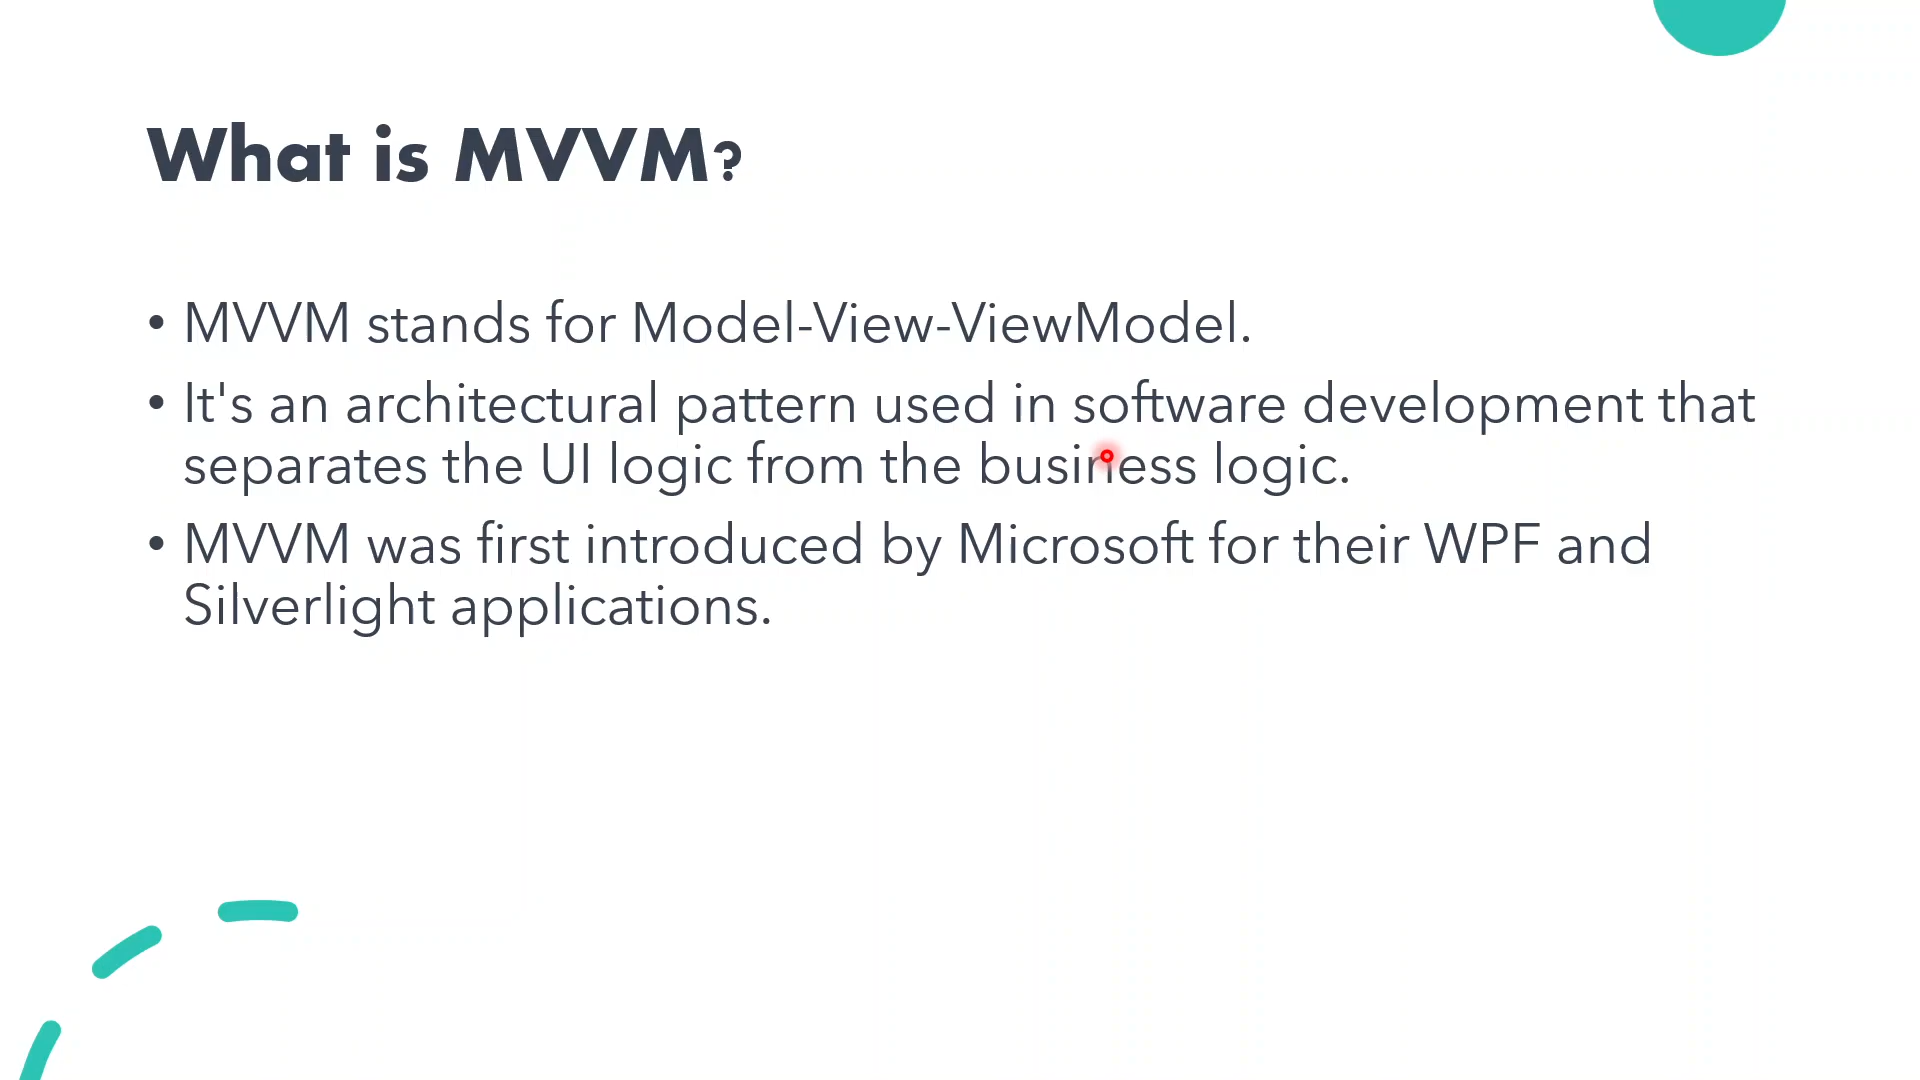 What is MVVM?
• MVVM stands for Model-View-ViewModel.
• It's an architectural pattern used in software development that
separates the UI logic from the business logic.
• MVVM was first introduced by Microsoft for their WPF and
Silverlight applications.